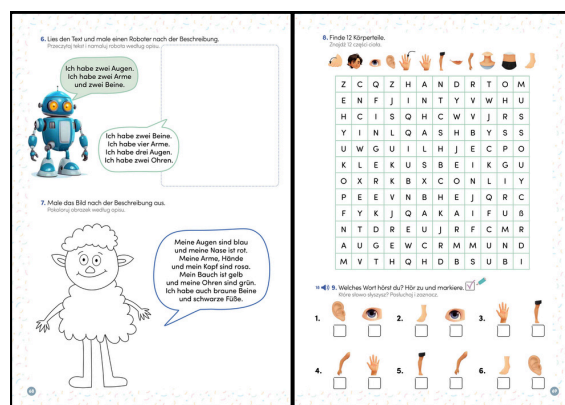 6. Lies den Text und male einen Roboter nach der Beschreibung.
Przeczytaj tekst i namaluj robota według opisu.
Ich habe zwei Augen.
Ich habe zwei Arme
und zwei Beine.
Ich habe zwei Beine.
Ich habe vier Arme.
Ich habe drei Augen.
Ich habe zwei Ohren.
7. Male das Bild nach der Beschreibung aus.
Pokoloruj obrazek według opisu.
Meine Augen sind blau
und meine Nase ist rot.
Meine Arme, Hände
und mein Kopf sind rosa.
Mein Bauch ist gelb
und meine Ohren sind grün.
Ich habe auch braune Beine
und schwarze Füße.
68
8. Finde 12 Körperteile.
Znajdź 12 części ciała.
Z C Q Z H A N D R T O M
E N F J I N T Y V W H U
H C I S Q H C W V J R S
Y I N L Q A S H B Y S S
U W G U I L H J E C P O
K L E K U S B E I K G U
O X R K B X C O N L I Y
P E E V N B H E J Q R C
F Y K J Q A K A I F U ß
N T D R E U J R F C M R
A U G E W C R M M U N D
M V T H Q H D B S U B I
9. Welches Wort hörst du? Hör zu und markiere.
Które słowo słyszysz? Posłuchaj i zaznacz.
1. 2. 3.
4. 5. 6.
69